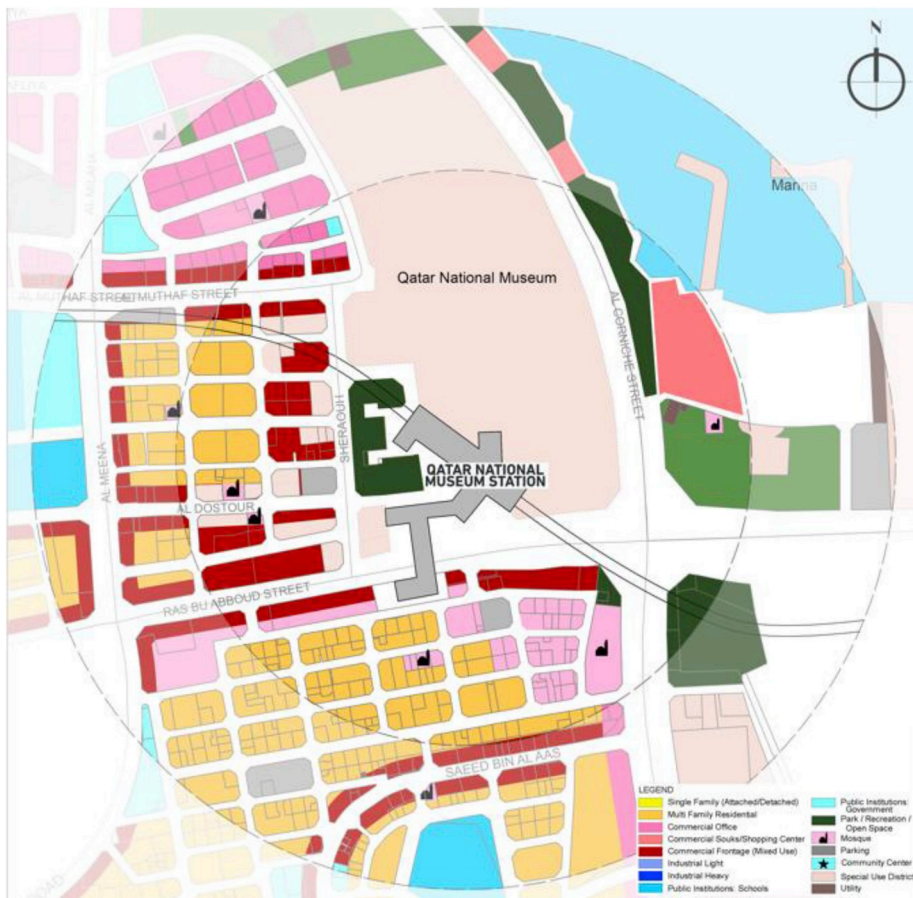 N
Marina
Qatar National Museum
AL MUTHAF STREET
AL MUTHAF STREET
AL CORNICHE STREET
SHERAOUH
AL MEENA
QATAR NATIONAL
MUSEUM STATION
AL DOSTOUR
RAS BU ABBOUD STREET
SAEED BIN AL AAS
LEGEND
Single Family (Attached/Detached)
Multi Family Residential
Commercial Office
Commercial Souks/Shopping Center
Commercial Frontage (Mixed Use)
Industrial Light
Industrial Heavy
Public Institutions: Schools
Public Institutions:
Government
Park / Recreation /
Open Space
Mosque
Parking
Community Center
Special Use District
Utility